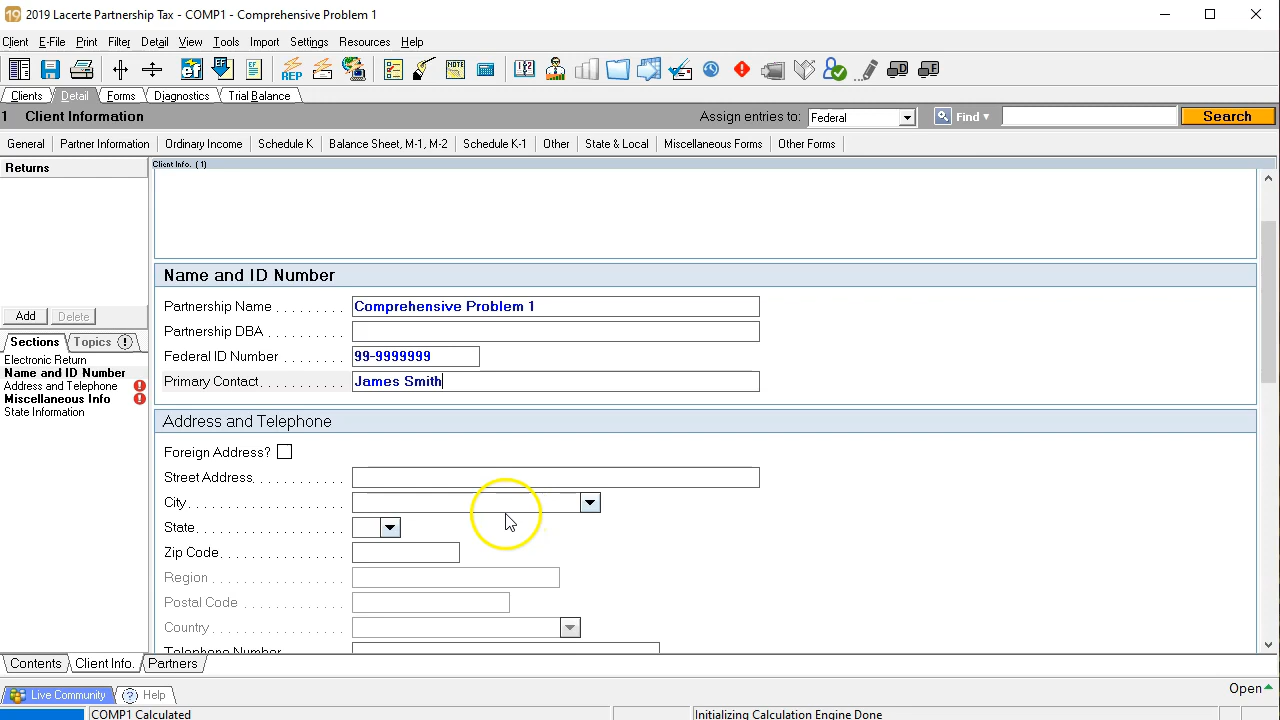 19 2019 Lacerte Partnership Tax - COMP1 - Comprehensive Problem 1
Client E-File Print Filter Detail View Tools Import Settings Resources Help
REP NOTE
Clients Detail Forms Diagnostics Trial Balance
1 Client Information Assign entries to: Federal Find Search
General Partner Information Ordinary Income Schedule K Balance Sheet, M-1, M-2 Schedule K-1 Other State & Local Miscellaneous Forms Other Forms
Returns
Client Info. (1)
Add Delete
Sections Topics
Electronic Return
Name and ID Number
Address and Telephone
Miscellaneous Info
State Information
Name and ID Number
Partnership Name . . . . . . . . . Comprehensive Problem 1
Partnership DBA . . . . . . . . . .
Federal ID Number . . . . . . . . 99-9999999
Primary Contact. . . . . . . . . . . James Smith
Address and Telephone
Foreign Address?
Street Address. . . . . . . . . . . .
City . . . . . . . . . . . . . . . . . . .
State. . . . . . . . . . . . . . . . . .
Zip Code. . . . . . . . . . . . . . .
Region . . . . . . . . . . . . . . . .
Postal Code . . . . . . . . . . . . .
Country . . . . . . . . . . . . . . .
Telephone Number
Contents Client Info. Partners
Live Community ? Help
Open
COMP1 Calculated Initializing Calculation Engine Done